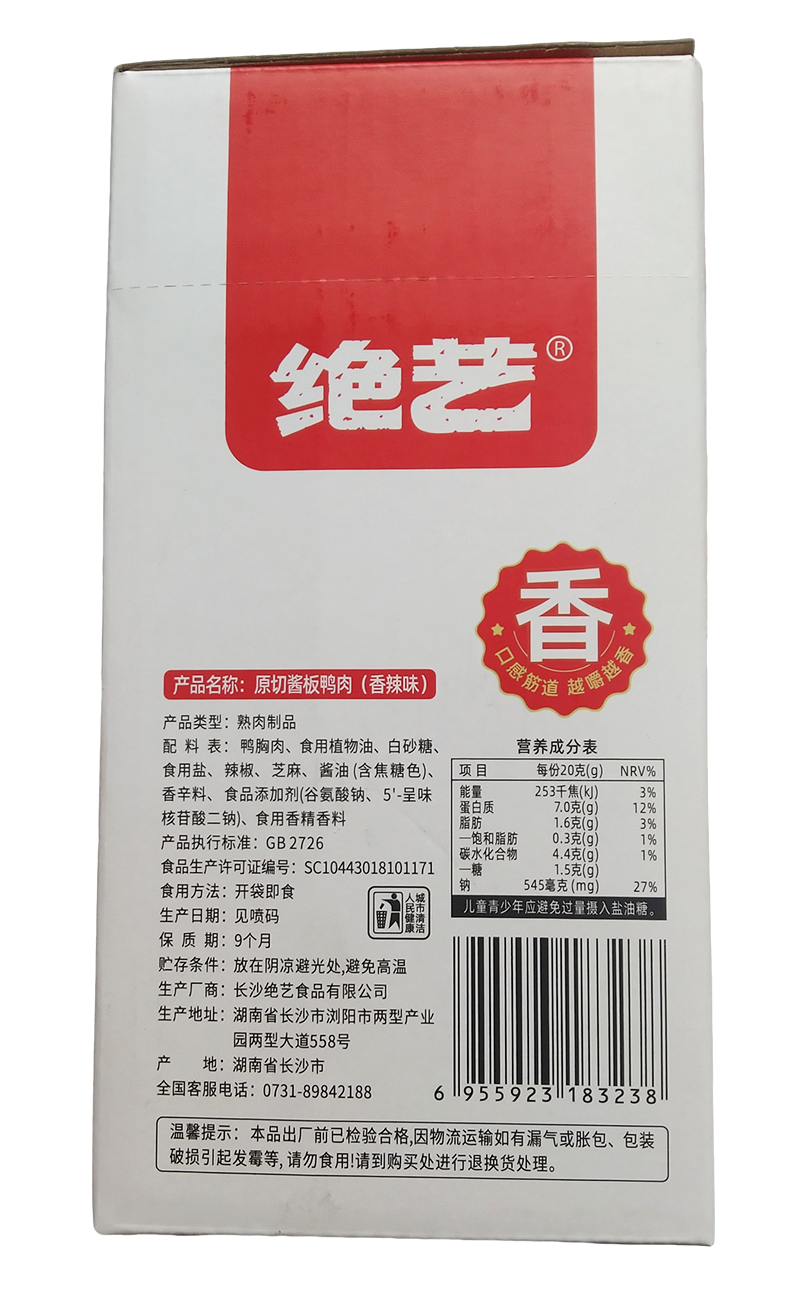 绝艺®
香
口感筋道 越嚼越香
产品名称：原切酱板鸭肉（香辣味）
产品类型：熟肉制品
配 料 表：鸭胸肉、食用植物油、白砂糖、
食用盐、辣椒、芝麻、酱油(含焦糖色)、
香辛料、食品添加剂(谷氨酸钠、5'-呈味
核苷酸二钠)、食用香精香料
产品执行标准：GB 2726
食品生产许可证编号：SC10443018101171
食用方法：开袋即食
生产日期：见喷码
保 质 期：9个月
贮存条件：放在阴凉避光处,避免高温
生产厂商：长沙绝艺食品有限公司
生产地址：湖南省长沙市浏阳市两型产业
园两型大道558号
产 地：湖南省长沙市
全国客服电话：0731-89842188
人民健康
城市清洁
营养成分表
项目 每份20克(g) NRV%
能量 253千焦(kJ) 3%
蛋白质 7.0克(g) 12%
脂肪 1.6克(g) 3%
—饱和脂肪 0.3克(g) 1%
碳水化合物 4.4克(g) 1%
—糖 1.5克(g)
钠 545毫克(mg) 27%
儿童青少年应避免过量摄入盐油糖。
6 955923 183238
温馨提示：本品出厂前已检验合格,因物流运输如有漏气或胀包、包装
破损引起发霉等,请勿食用!请到购买处进行退换货处理。